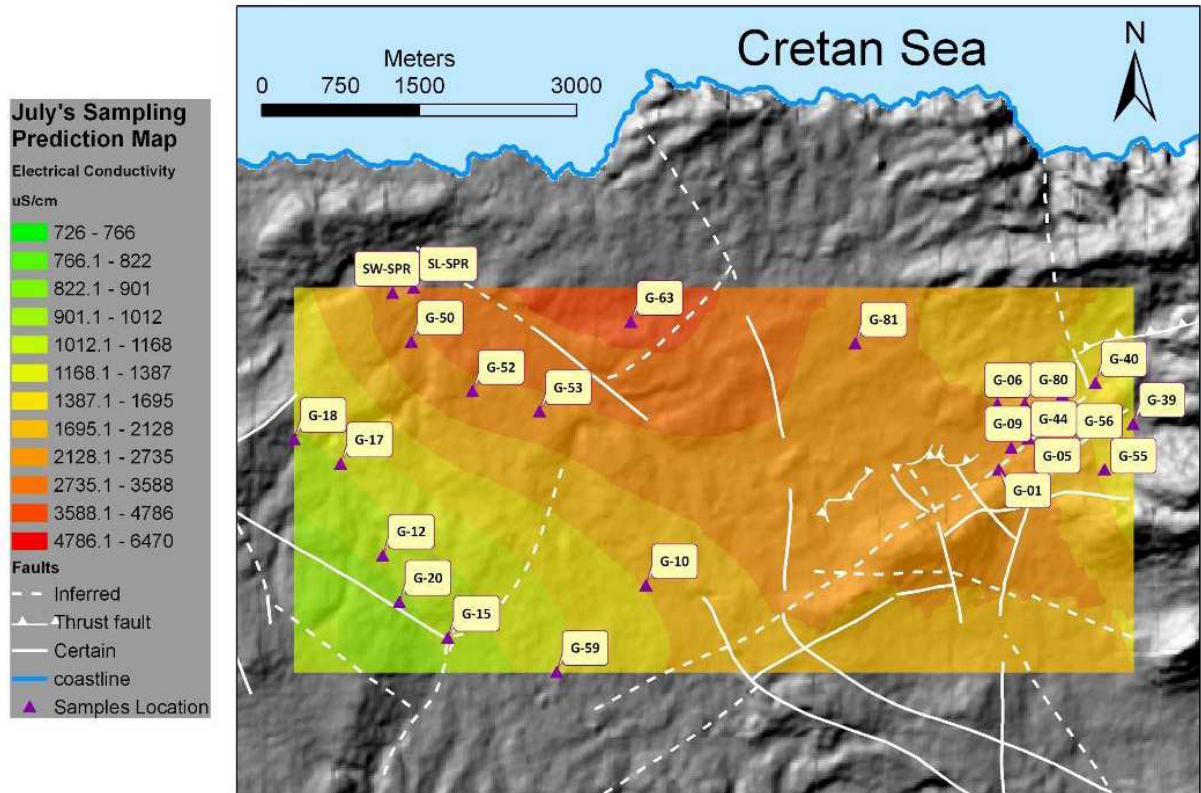 July's Sampling
Prediction Map
Electrical Conductivity
uS/cm
726 - 766
766.1 - 822
822.1 - 901
901.1 - 1012
1012.1 - 1168
1168.1 - 1387
1387.1 - 1695
1695.1 - 2128
2128.1 - 2735
2735.1 - 3588
3588.1 - 4786
4786.1 - 6470
Faults
Inferred
Thrust fault
Certain
coastline
Samples Location
Cretan Sea
N
Meters
0 750 1500 3000
SW-SPR
SL-SPR
G-63
G-50
G-81
G-52
G-53
G-40
G-06
G-80
G-39
G-18
G-17
G-09
G-44
G-56
G-05
G-55
G-01
G-12
G-20
G-10
G-15
G-59